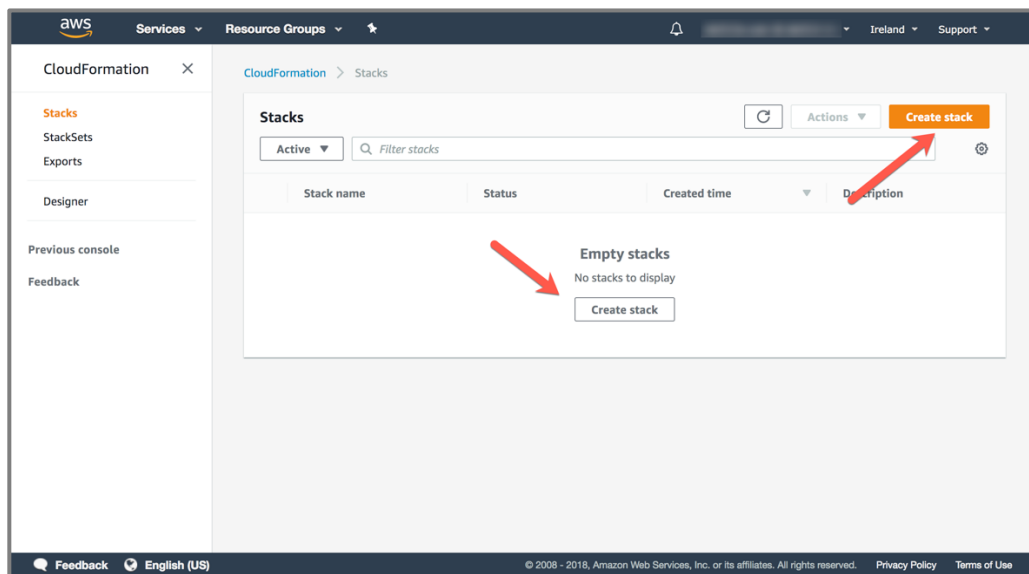 aws Services Resource Groups Ireland Support
CloudFormation
CloudFormation > Stacks
Stacks
StackSets
Exports
Designer
Previous console
Feedback
Stacks
Actions
Create stack
Active
Filter stacks
Stack name Status Created time
Empty stacks
No stacks to display
Create stack
Feedback English (US) © 2008 - 2018, Amazon Web Services, Inc. or its affiliates. All rights reserved. Privacy Policy Terms of Use